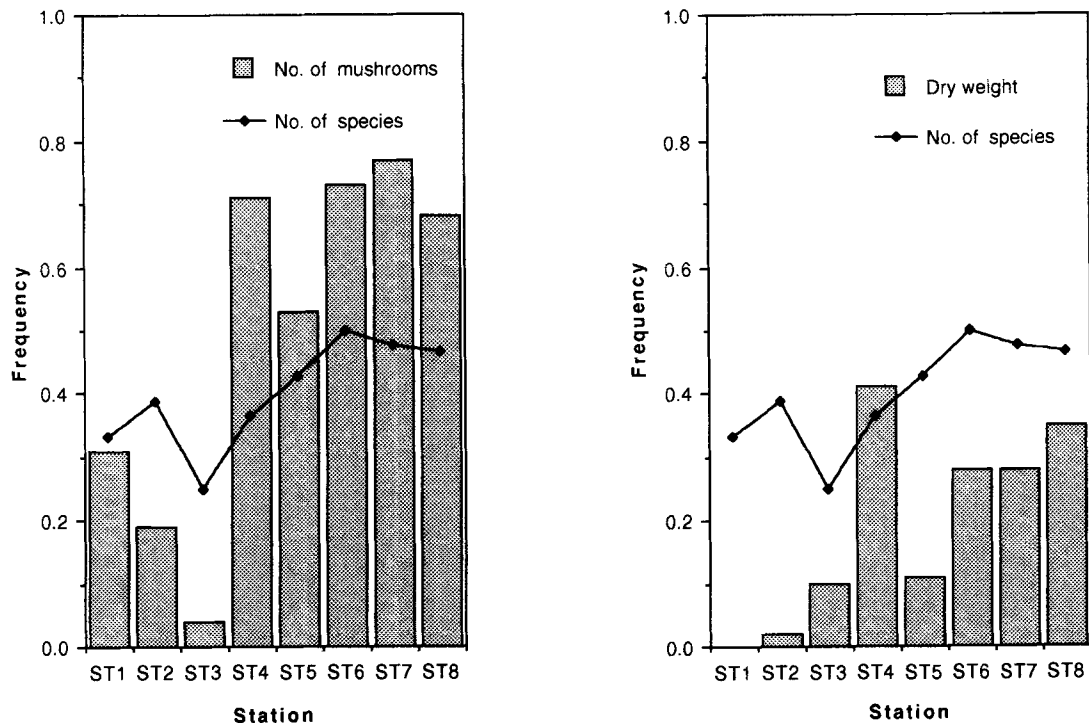 1.0
0.8
0.6
0.4
0.2
0.0
Frequency
No. of mushrooms
No. of species
ST1 ST2 ST3 ST4 ST5 ST6 ST7 ST8
Station
1.0
0.8
0.6
0.4
0.2
0.0
Frequency
Dry weight
No. of species
ST1 ST2 ST3 ST4 ST5 ST6 ST7 ST8
Station